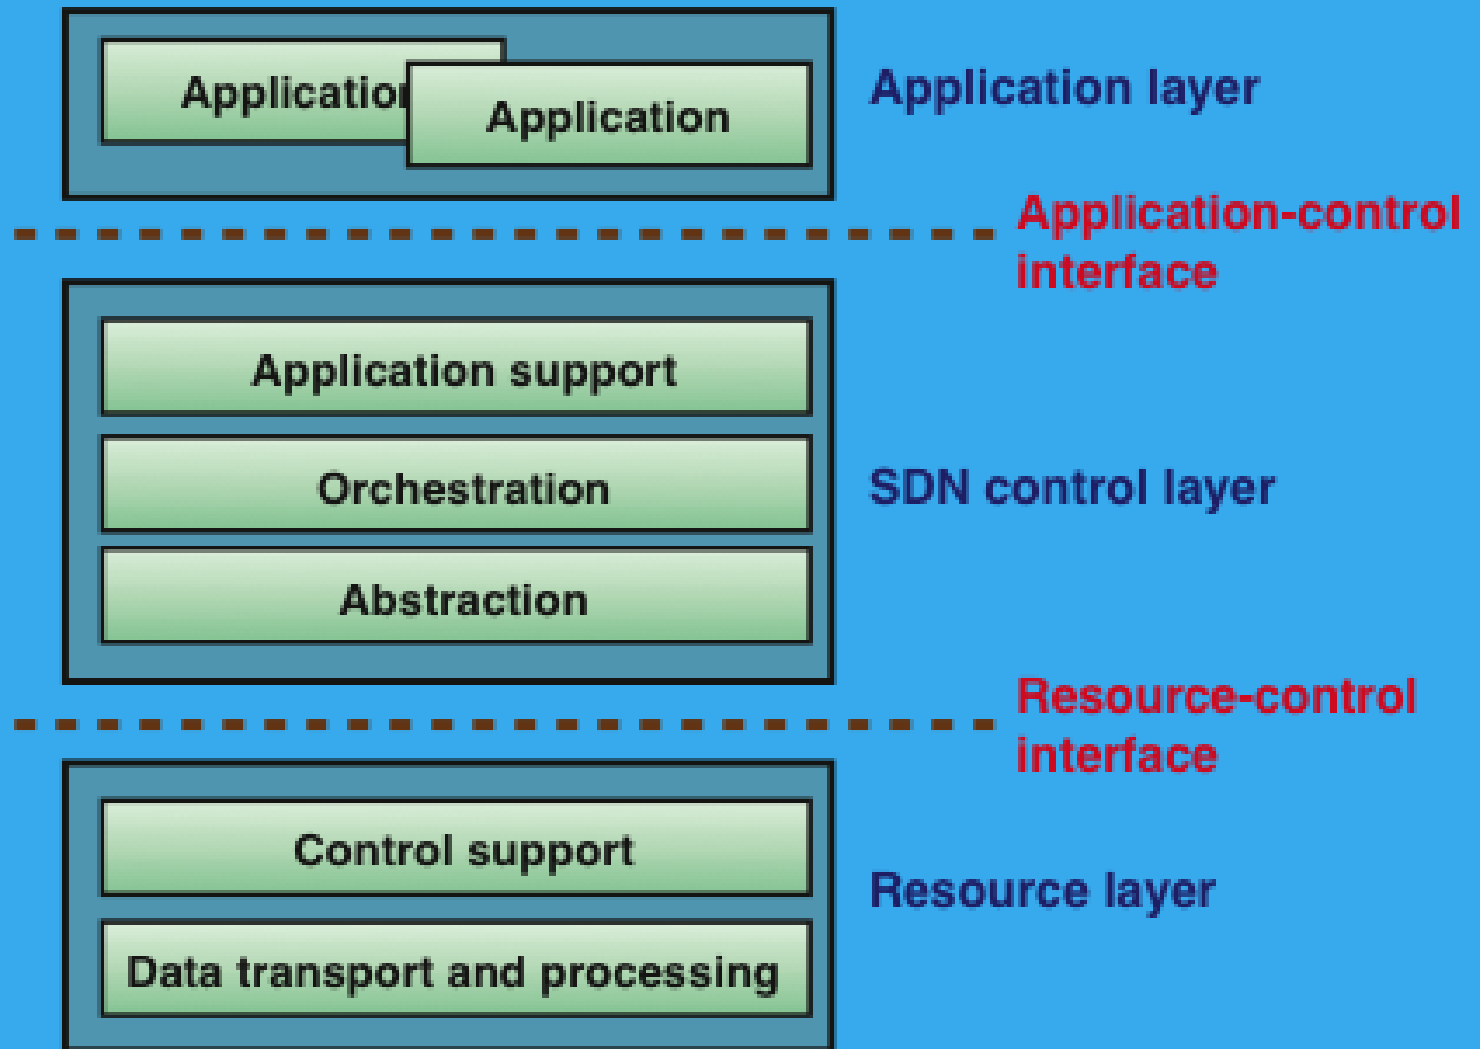 Application
Application
Application layer
Application-control
interface
Application support
Orchestration
SDN control layer
Abstraction
Resource-control
interface
Control support
Resource layer
Data transport and processing